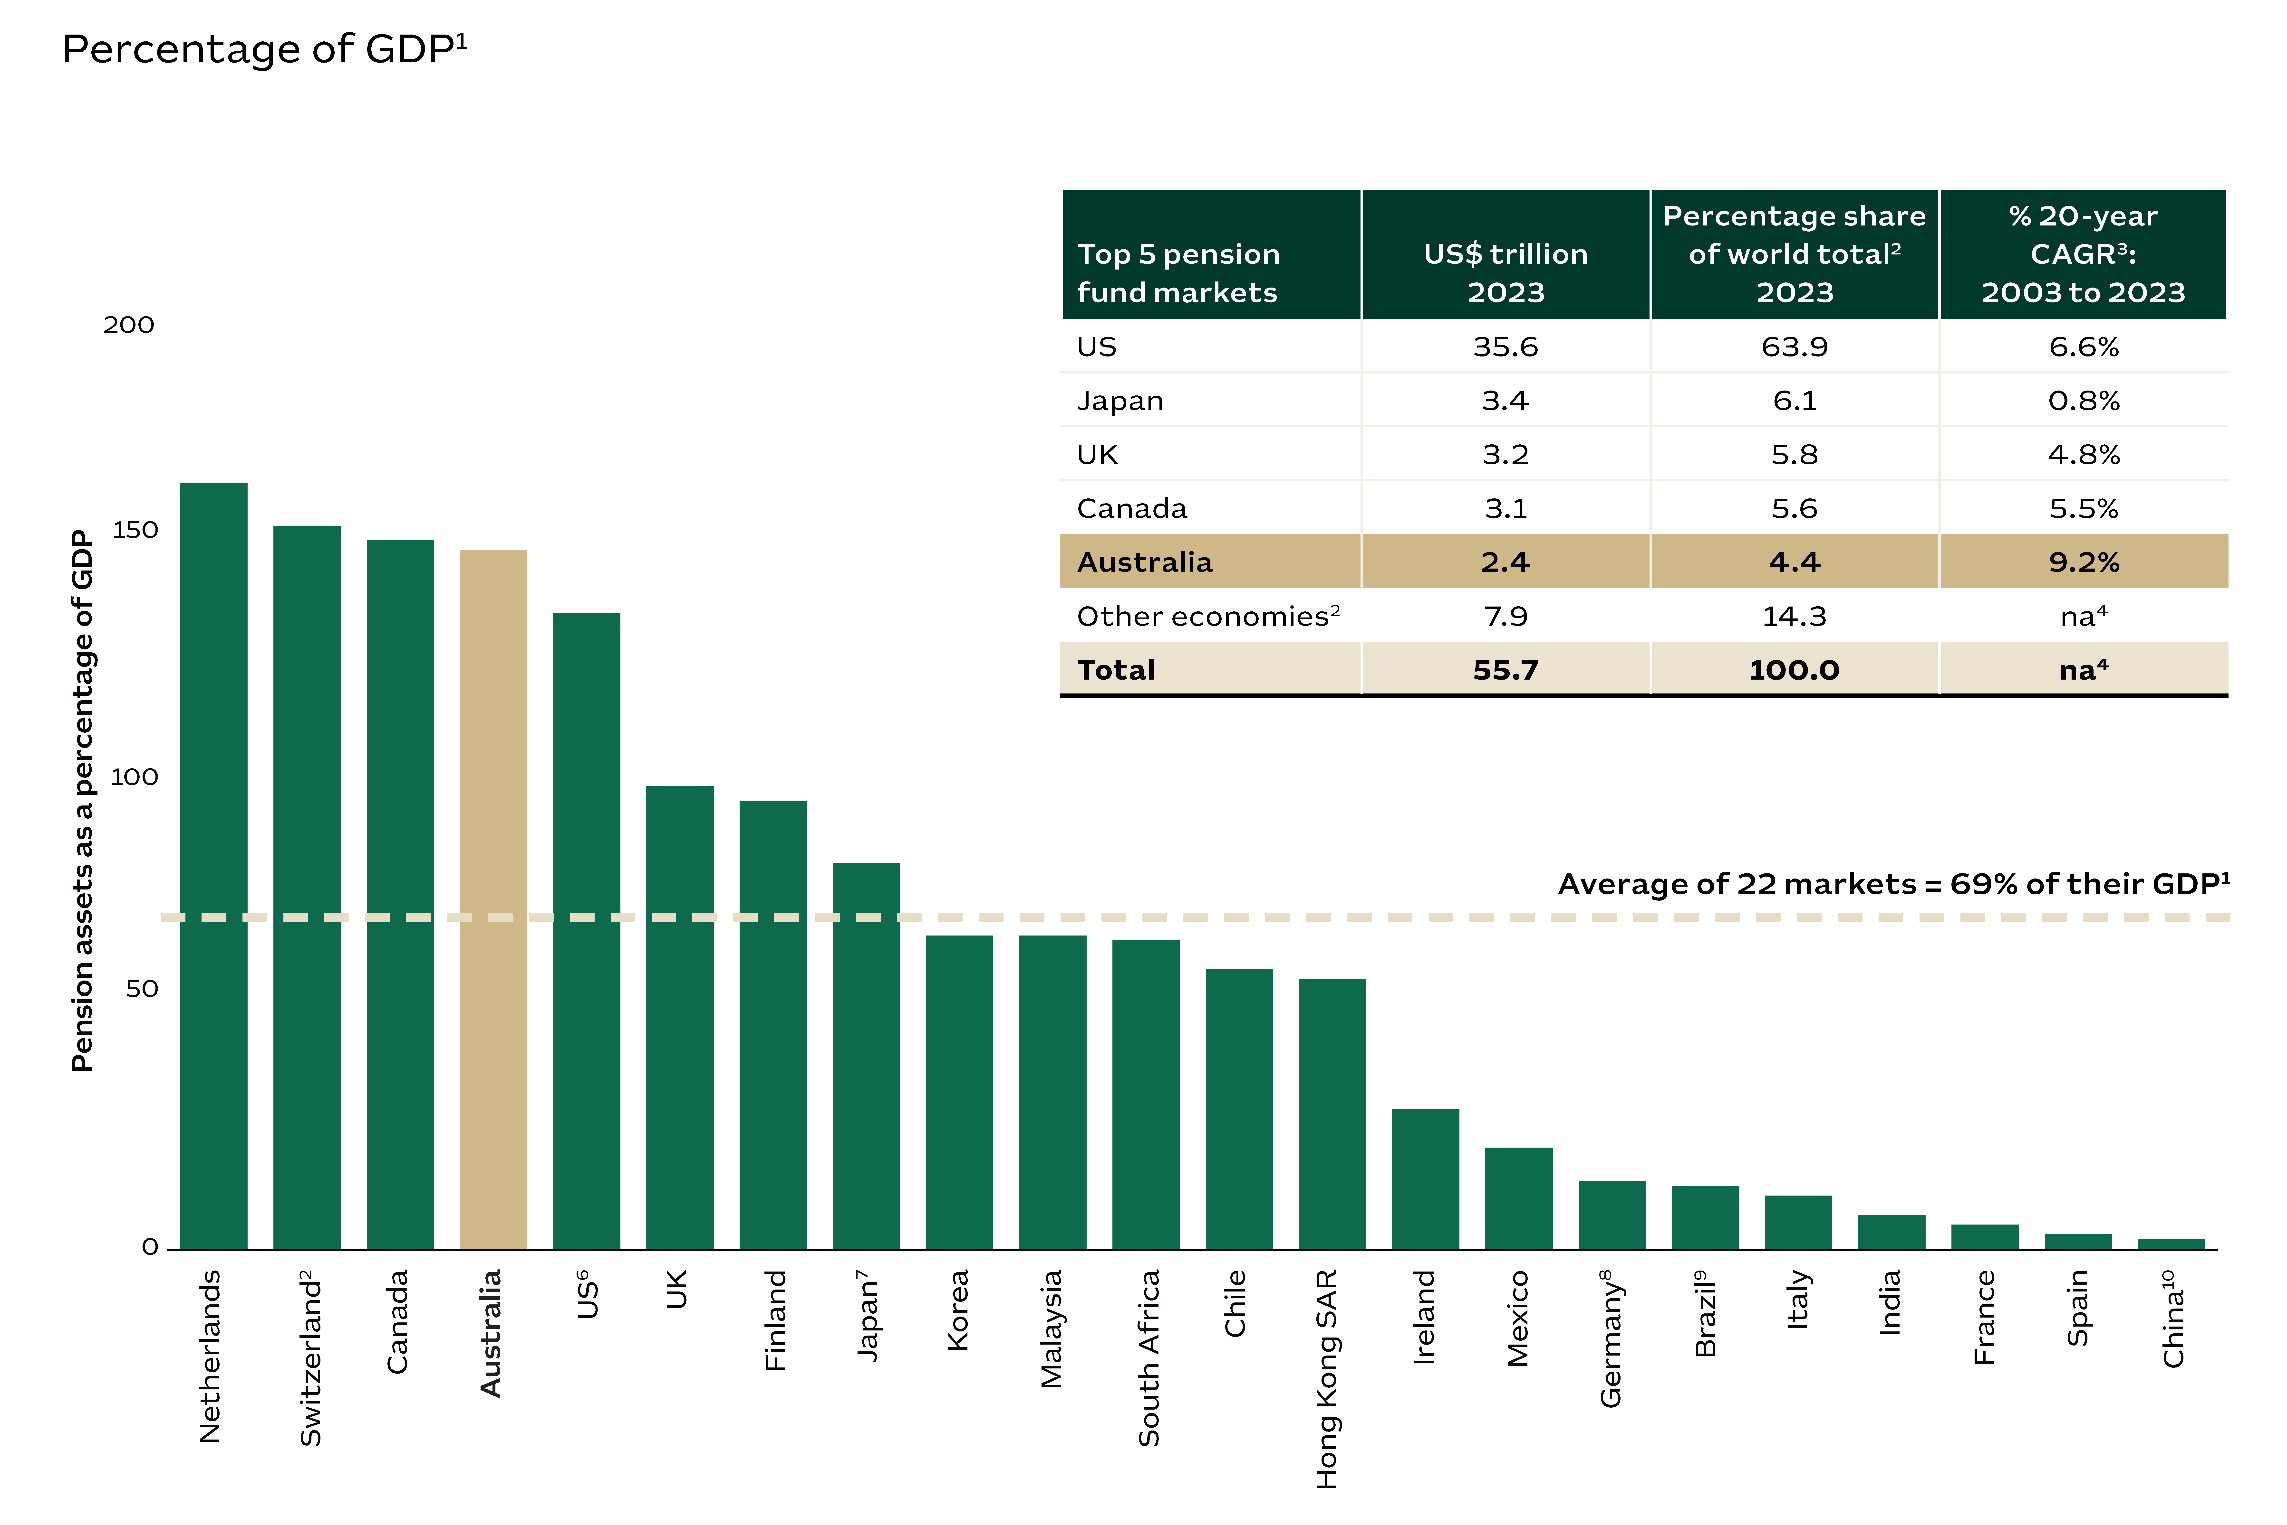 Percentage of GDP¹
Top 5 pension
fund markets
US$ trillion
2023
Percentage share
of world total²
2023
% 20-year
CAGR³:
2003 to 2023
US 35.6 63.9 6.6%
Japan 3.4 6.1 0.8%
UK 3.2 5.8 4.8%
Canada 3.1 5.6 5.5%
Australia 2.4 4.4 9.2%
Other economies² 7.9 14.3 na⁴
Total 55.7 100.0 na⁴
Pension assets as a percentage of GDP
200
150
100
50
0
Average of 22 markets = 69% of their GDP¹
Netherlands
Switzerland²
Canada
Australia
US⁶
UK
Finland
Japan⁷
Korea
Malaysia
South Africa
Chile
Hong Kong SAR
Ireland
Mexico
Germany⁸
Brazil⁹
Italy
India
France
Spain
China¹⁰